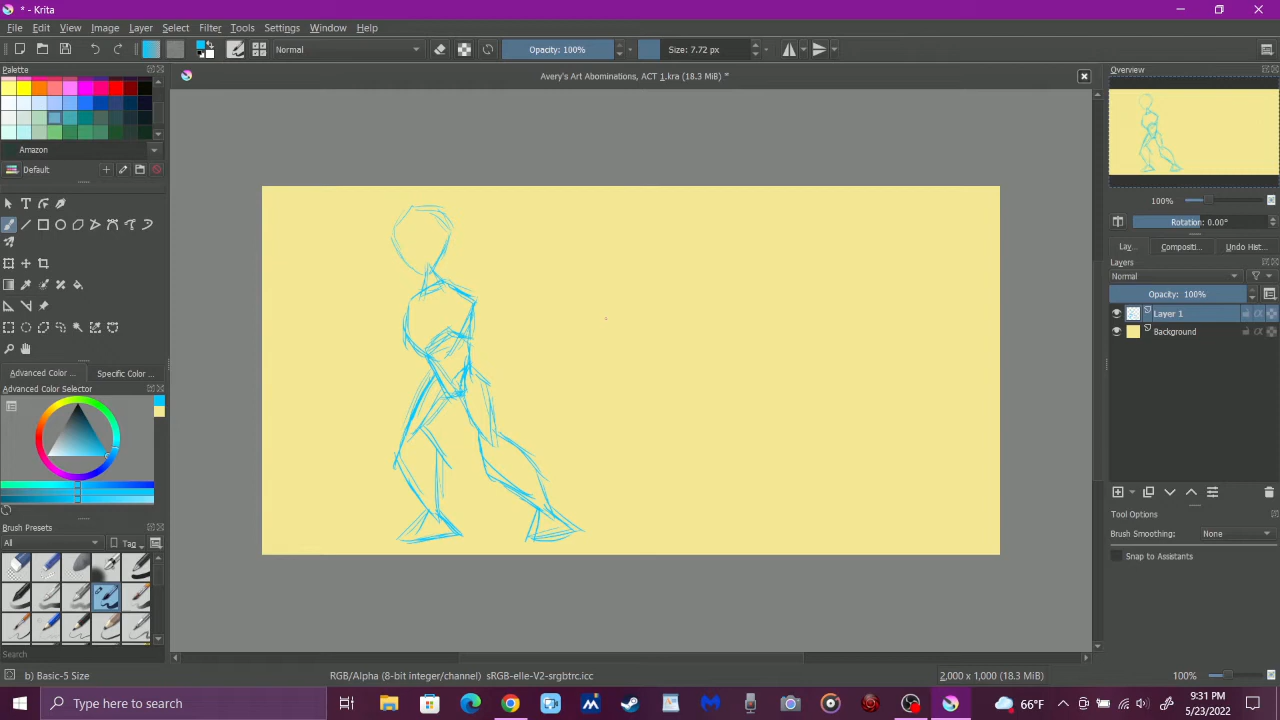 * - Krita
File Edit View Image Layer Select Filter Tools Settings Window Help
Normal Opacity: 100% Size: 7.72 px
Palette
Avery's Art Abominations, ACT 1.kra (18.3 MiB) *
Overview
Amazon
Default
100%
Rotation: 0.00°
Lay... Compositi... Undo Hist...
Layers
Normal
Opacity: 100%
Layer 1
Background
Advanced Color ... Specific Color ...
Advanced Color Selector
Tool Options
Brush Smoothing: None
Snap to Assistants
Brush Presets
All Tag
Search
b) Basic-5 Size RGB/Alpha (8-bit integer/channel) sRGB-elle-V2-srgbtrc.icc 2,000 x 1,000 (18.3 MiB) 100%
Type here to search 66°F 9:31 PM
5/23/2022